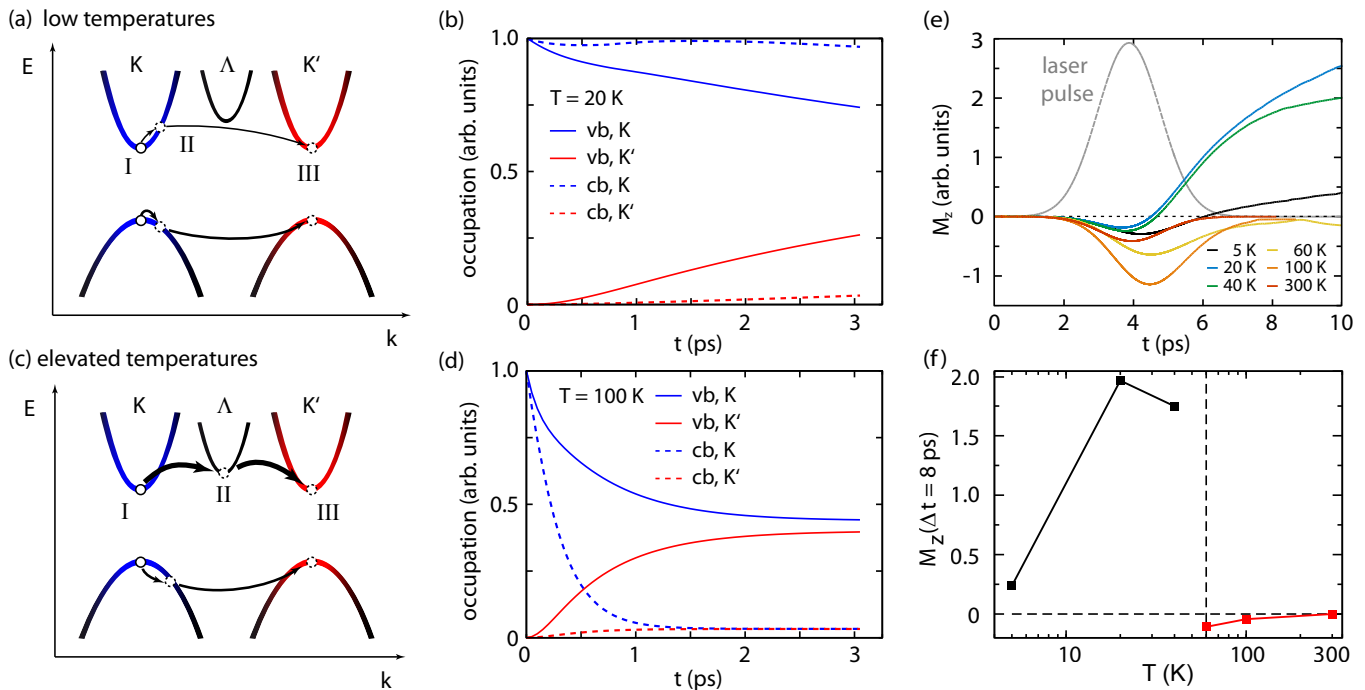 (a) low temperatures
E
K
Λ
K‘
I
II
III
k
(b)
occupation (arb. units)
1.0
0.5
0
T = 20 K
vb, K
vb, K‘
cb, K
cb, K‘
0
1
2
3
t (ps)
(c) elevated temperatures
E
K
Λ
K‘
I
II
III
k
(d)
occupation (arb. units)
1.0
0.5
0
T = 100 K
vb, K
vb, K‘
cb, K
cb, K‘
0
1
2
3
t (ps)
(e)
M_z (arb. units)
3
2
1
0
-1
laser
pulse
5 K
60 K
20 K
100 K
40 K
300 K
0
2
4
6
8
10
t (ps)
(f)
M_z(Δt = 8 ps)
2.0
1.5
1.0
0.5
0
10
100
300
T (K)